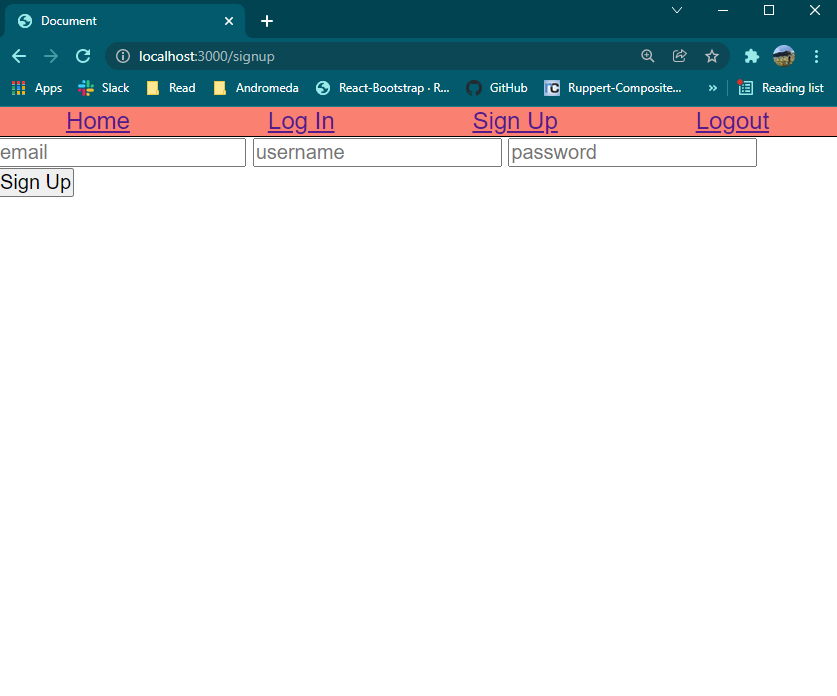 Document
localhost:3000/signup
Apps Slack Read Andromeda React-Bootstrap · R... GitHub Ruppert-Composite... » Reading list
Home Log In Sign Up Logout
email username password
Sign Up